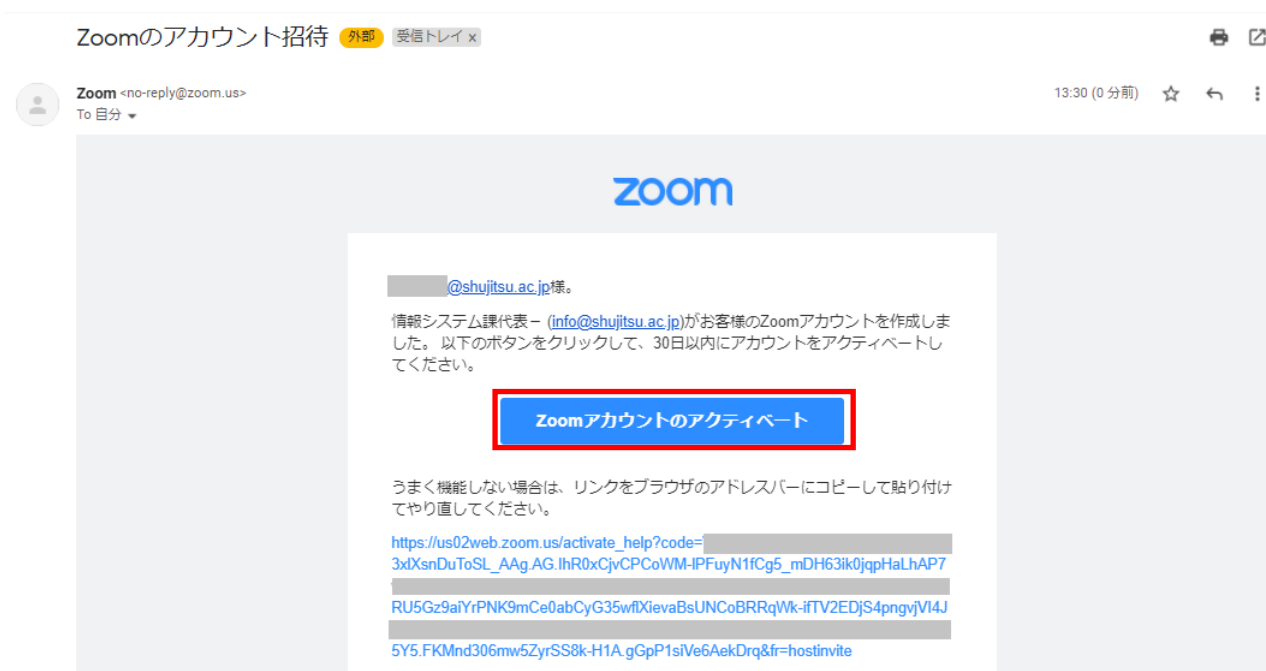 Zoomのアカウント招待 外部 受信トレイ x
Zoom <no-reply@zoom.us> 13:30 (0 分前)
To 自分
zoom
@shujitsu.ac.jp様。
情報システム課代表− (info@shujitsu.ac.jp)がお客様のZoomアカウントを作成しま
した。 以下のボタンをクリックして、30日以内にアカウントをアクティベートし
てください。
Zoomアカウントのアクティベート
うまく機能しない場合は、リンクをブラウザのアドレスバーにコピーして貼り付け
てやり直してください。
https://us02web.zoom.us/activate_help?code=
3xlXsnDuToSL_AAg.AG.IhR0xCjvCPCoWM-IPFuyN1fCg5_mDH63ik0jqpHaLhAP7
RU5Gz9aiYrPNK9mCe0abCyG35wflXievaBsUNCoBRRqWk-ifTV2EDjS4pngvjVI4J
5Y5.FKMnd306mw5ZyrSS8k-H1A.gGpP1siVe6AekDrq&fr=hostinvite